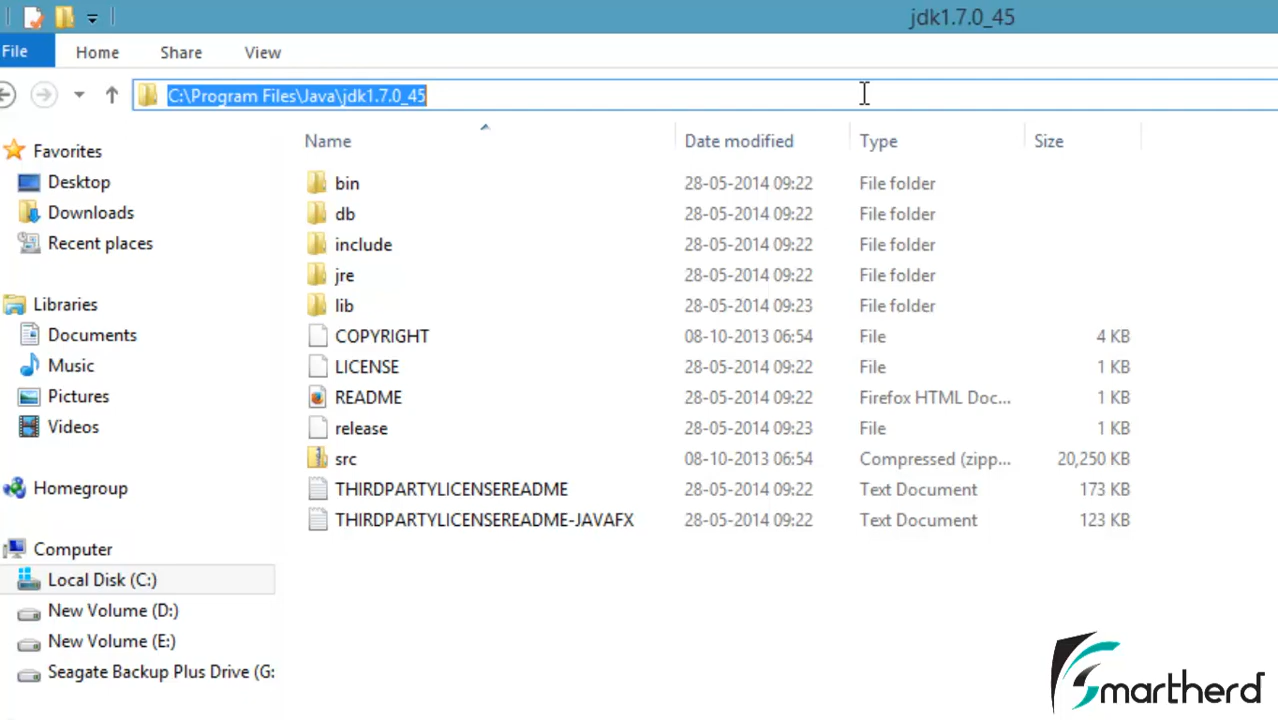 jdk1.7.0_45
File Home Share View
C:\Program Files\Java\jdk1.7.0_45
Name Date modified Type Size
Favorites
Desktop
Downloads
Recent places
Libraries
Documents
Music
Pictures
Videos
Homegroup
Computer
Local Disk (C:)
New Volume (D:)
New Volume (E:)
Seagate Backup Plus Drive (G:
bin 28-05-2014 09:22 File folder
db 28-05-2014 09:22 File folder
include 28-05-2014 09:22 File folder
jre 28-05-2014 09:22 File folder
lib 28-05-2014 09:23 File folder
COPYRIGHT 08-10-2013 06:54 File 4 KB
LICENSE 28-05-2014 09:22 File 1 KB
README 28-05-2014 09:22 Firefox HTML Doc... 1 KB
release 28-05-2014 09:23 File 1 KB
src 08-10-2013 06:54 Compressed (zipp... 20,250 KB
THIRDPARTYLICENSEREADME 28-05-2014 09:22 Text Document 173 KB
THIRDPARTYLICENSEREADME-JAVAFX 28-05-2014 09:22 Text Document 123 KB
Smartherd